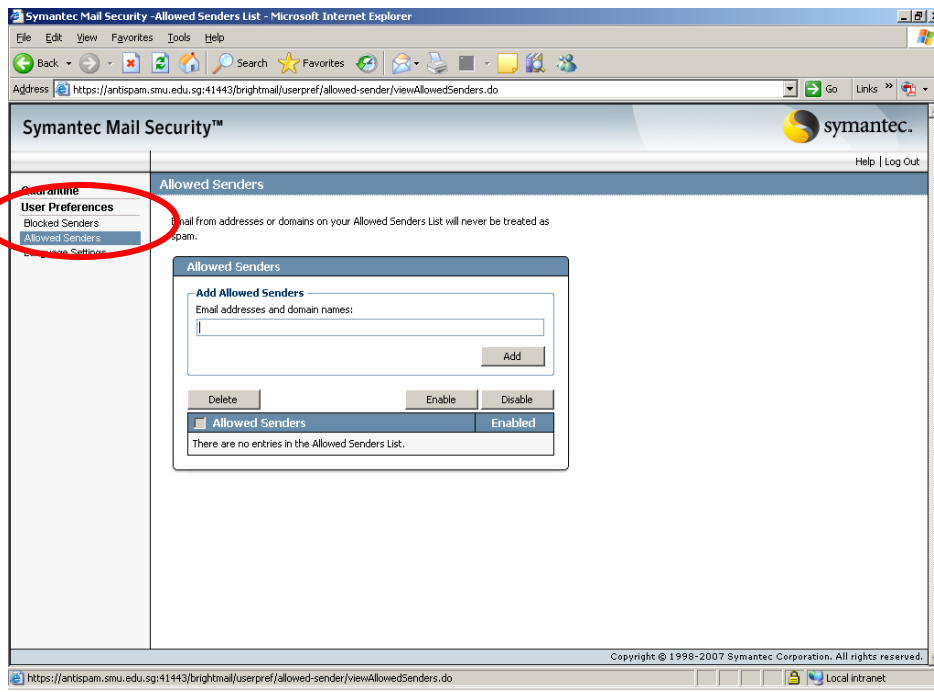 Symantec Mail Security -Allowed Senders List - Microsoft Internet Explorer
File Edit View Favorites Tools Help
Back Search Favorites
Address https://antispam.smu.edu.sg:41443/brightmail/userpref/allowed-sender/viewAllowedSenders.do Go Links »
Symantec Mail Security™ symantec.
Help | Log Out
Quarantine
User Preferences
Blocked Senders
Allowed Senders
Language Settings
Allowed Senders
Email from addresses or domains on your Allowed Senders List will never be treated as
spam.
Allowed Senders
Add Allowed Senders
Email addresses and domain names:
Add
Delete Enable Disable
Allowed Senders Enabled
There are no entries in the Allowed Senders List.
Copyright © 1998-2007 Symantec Corporation. All rights reserved.
https://antispam.smu.edu.sg:41443/brightmail/userpref/allowed-sender/viewAllowedSenders.do Local intranet